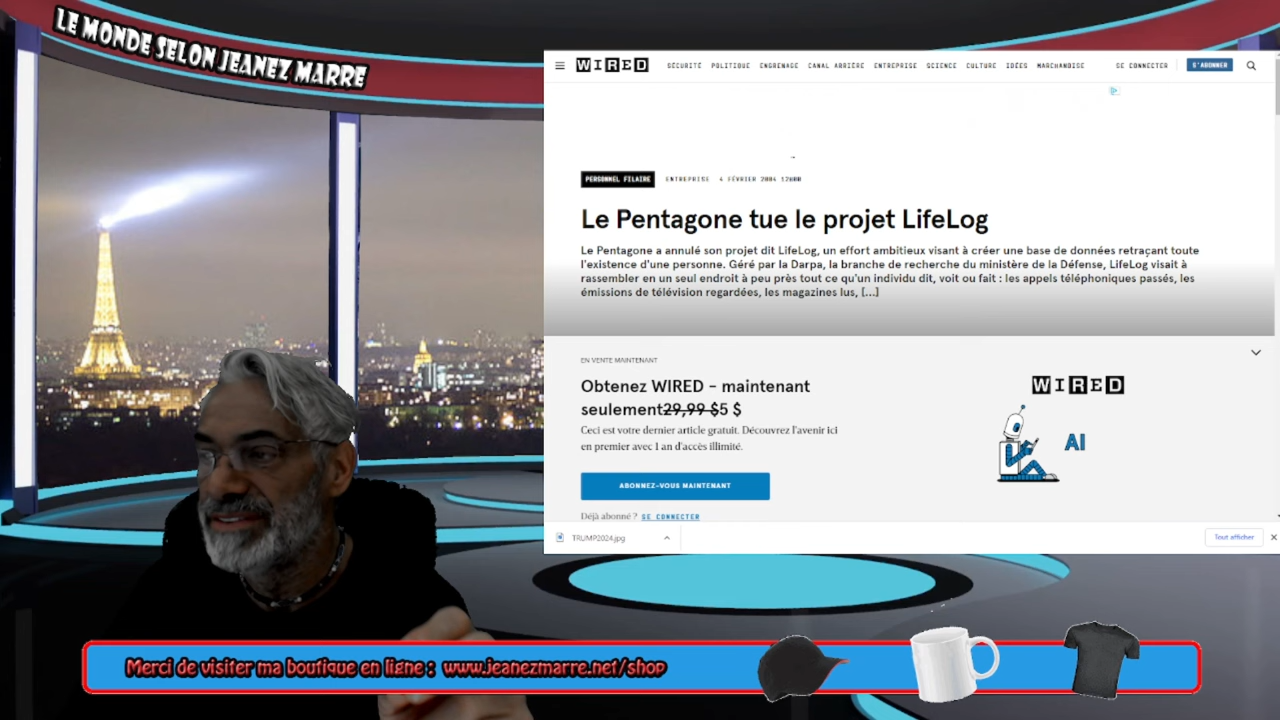 LE MONDE SELON JEANEZ MARRE
WIRED SÉCURITÉ POLITIQUE ENGRENAGE CANAL ARRIÈRE ENTREPRISE SCIENCE CULTURE IDÉES MARCHANDISE SE CONNECTER S'ABONNER
PERSONNEL FILAIRE ENTREPRISE 4 FÉVRIER 2004 12H00
Le Pentagone tue le projet LifeLog
Le Pentagone a annulé son projet dit LifeLog, un effort ambitieux visant à créer une base de données retraçant toute
l'existence d'une personne. Géré par la Darpa, la branche de recherche du ministère de la Défense, LifeLog visait à
rassembler en un seul endroit à peu près tout ce qu'un individu dit, voit ou fait : les appels téléphoniques passés, les
émissions de télévision regardées, les magazines lus, [...]
EN VENTE MAINTENANT
Obtenez WIRED - maintenant
seulement29,99 $5 $
Ceci est votre dernier article gratuit. Découvrez l'avenir ici
en premier avec 1 an d'accès illimité.
ABONNEZ-VOUS MAINTENANT
Déjà abonné ? SE CONNECTER
WIRED
AI
TRUMP2024.jpg
Tout afficher
Merci de visiter ma boutique en ligne : www.jeanezmarre.net/shop